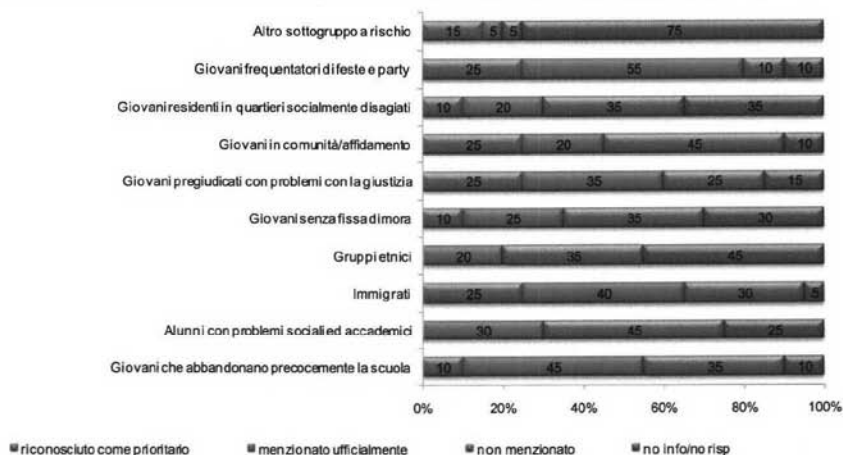 Altro sottogruppo a rischio
15 5 5 75
Giovani frequentatori di feste e party
25 55 10 10
Giovani residenti in quartieri socialmente disagiati
10 20 35 35
Giovani in comunità/affidamento
25 20 45 10
Giovani pregiudicati con problemi con la giustizia
25 35 25 15
Giovani senza fissa dimora
10 25 35 30
Gruppi etnici
20 35 45
Immigrati
25 40 30 5
Alunni con problemi sociali ed accademici
30 45 25
Giovani che abbandonano precocemente la scuola
10 45 35 10
0% 20% 40% 60% 80% 100%
riconosciuto come prioritario menzionato ufficialmente non menzionato no info/no risp